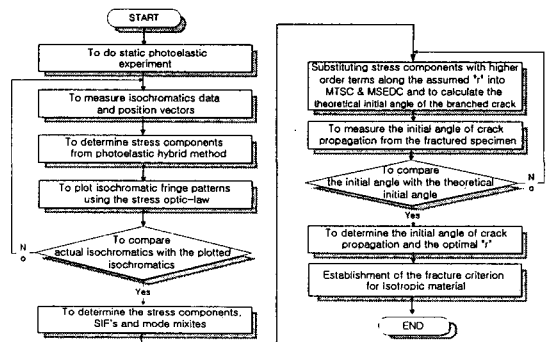 START
To do static photoelastic
experiment
To measure isochromatics data
and position vectors
To determine stress components
from photoelastic hybrid method
To plot isochromatic fringe patterns
using the stress optic-law
To compare
actual isochromatics with the plotted
isochromatics
N
o
Yes
To determine the stress components,
SIF's and mode mixites
Substituting stress components with higher
order terms along the assumed "r" into
MTSC & MSEDC and to calculate the
theoretical initial angle of the branched crack
To measure the initial angle of crack
propagation from the fractured specimen
To compare
the initial angle with the theoretical
initial angle
N
o
Yes
To determine the initial angle of crack
propagation and the optimal "r"
Establishment of the fracture criterion
for Isotropic material
END